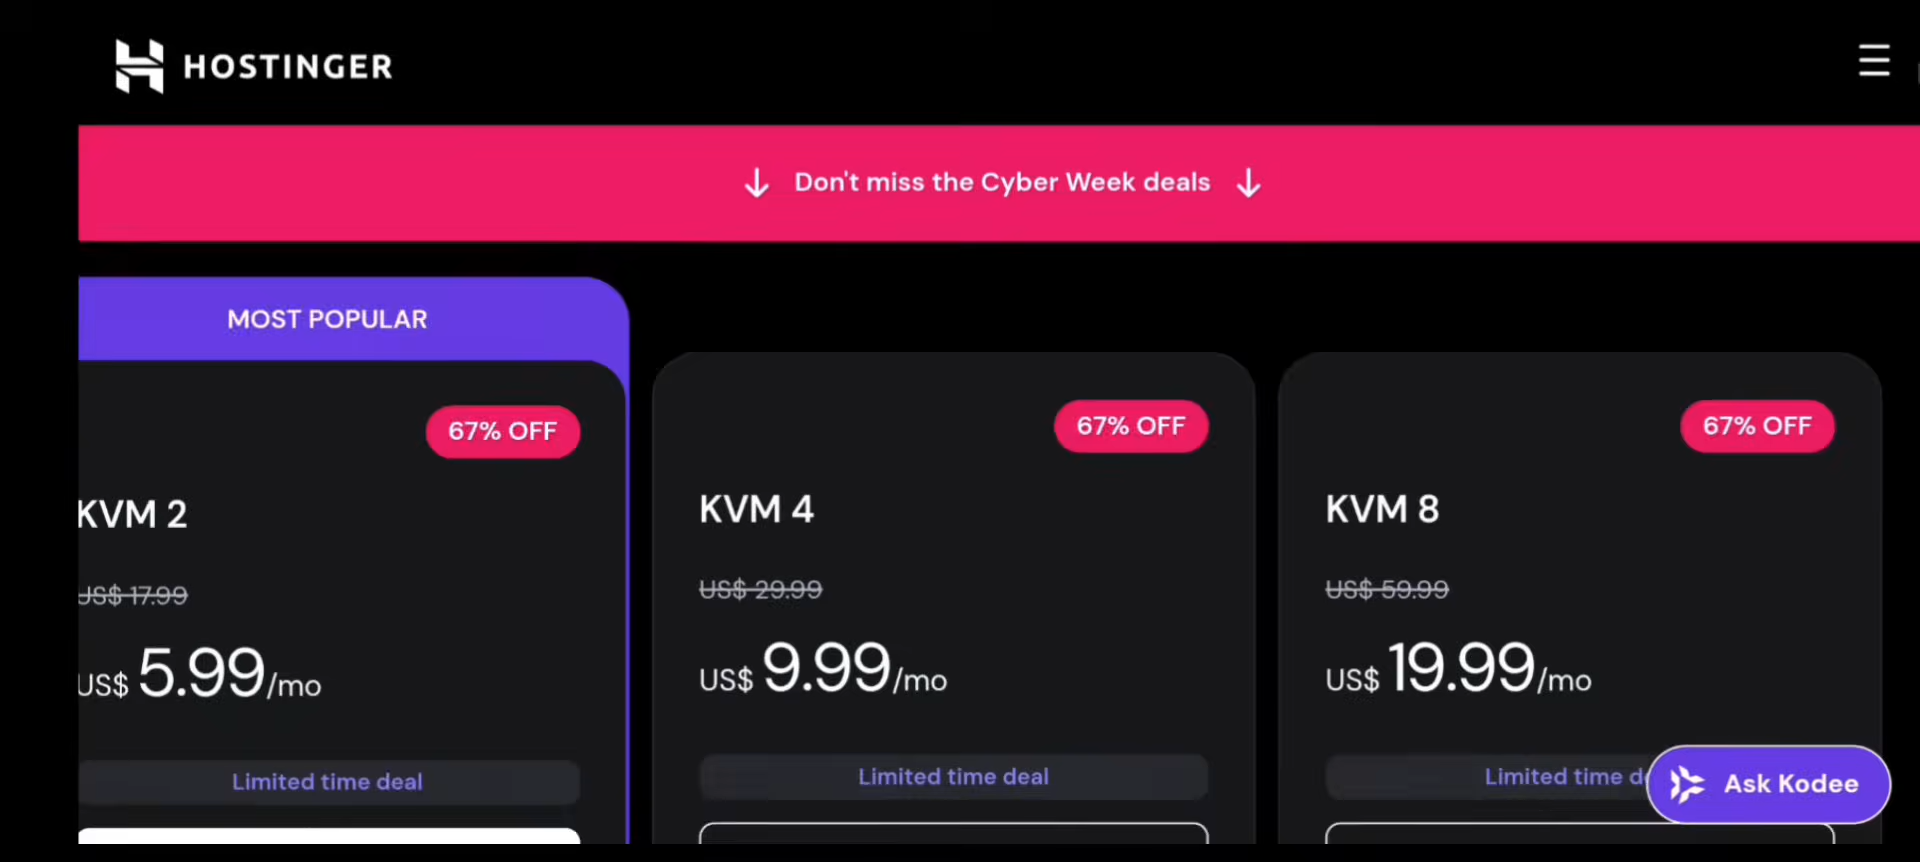 HOSTINGER
Don't miss the Cyber Week deals
MOST POPULAR
67% OFF
KVM 2
US$ 17.99
US$ 5.99/mo
Limited time deal
67% OFF
KVM 4
US$ 29.99
US$ 9.99/mo
Limited time deal
67% OFF
KVM 8
US$ 59.99
US$ 19.99/mo
Limited time d
Ask Kodee